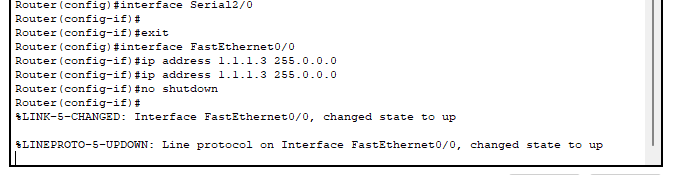 Router(config)#interface Serial2/0
Router(config-if)#
Router(config-if)#exit
Router(config)#interface FastEthernet0/0
Router(config-if)#ip address 1.1.1.3 255.0.0.0
Router(config-if)#ip address 1.1.1.3 255.0.0.0
Router(config-if)#no shutdown
Router(config-if)#
%LINK-5-CHANGED: Interface FastEthernet0/0, changed state to up
%LINEPROTO-5-UPDOWN: Line protocol on Interface FastEthernet0/0, changed state to up